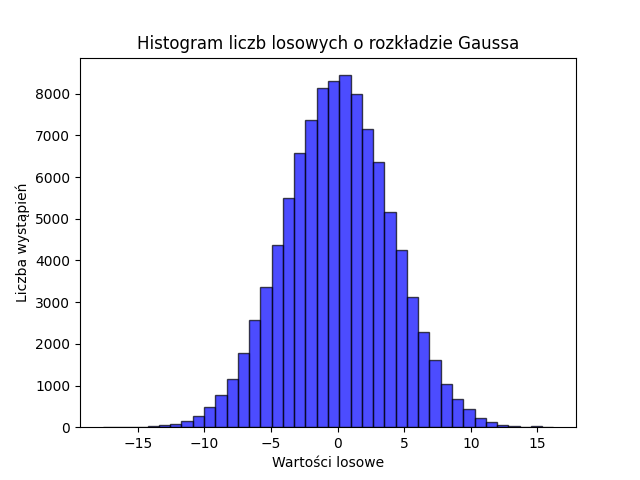 Histogram liczb losowych o rozkładzie Gaussa
Liczba wystąpień
8000
7000
6000
5000
4000
3000
2000
1000
0
−15 −10 −5 0 5 10 15
Wartości losowe